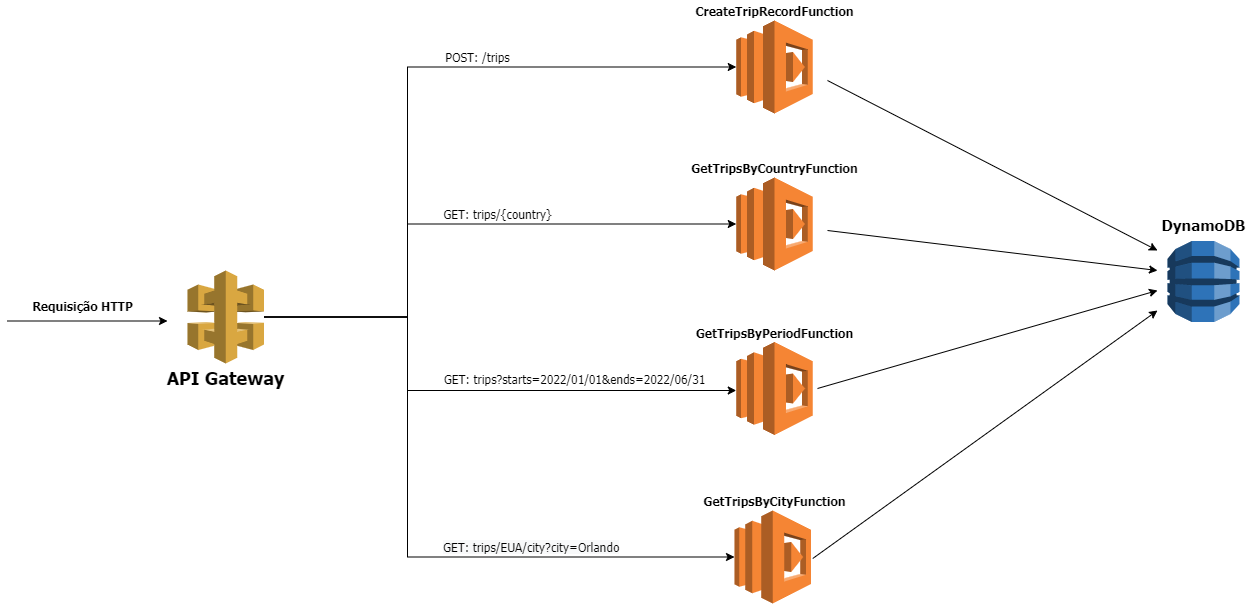 CreateTripRecordFunction
POST: /trips
GetTripsByCountryFunction
GET: trips/{country}
DynamoDB
Requisição HTTP
API Gateway
GetTripsByPeriodFunction
GET: trips?starts=2022/01/01&ends=2022/06/31
GetTripsByCityFunction
GET: trips/EUA/city?city=Orlando